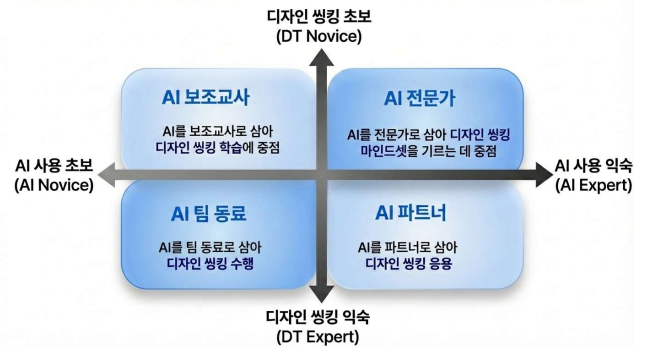 디자인 씽킹 초보
(DT Novice)
AI 보조교사
AI를 보조교사로 삼아
디자인 씽킹 학습에 중점
AI 전문가
AI를 전문가로 삼아 디자인 씽킹
마인드셋을 기르는 데 중점
AI 사용 초보
(AI Novice)
AI 사용 익숙
(AI Expert)
AI 팀 동료
AI를 팀 동료로 삼아
디자인 씽킹 수행
AI 파트너
AI를 파트너로 삼아
디자인 씽킹 응용
디자인 씽킹 익숙
(DT Expert)